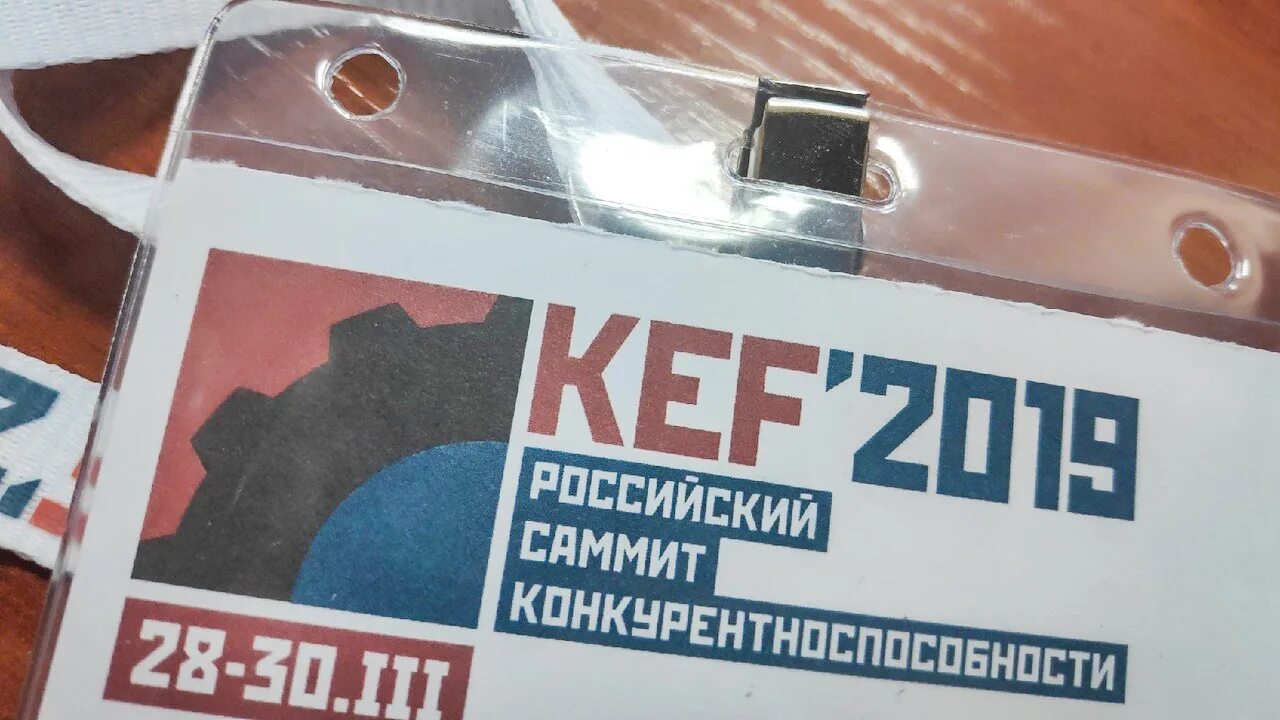 KEF'2019
РОССИЙСКИЙ
САММИТ
КОНКУРЕНТНОСПОСОБНОСТИ
28-30.III